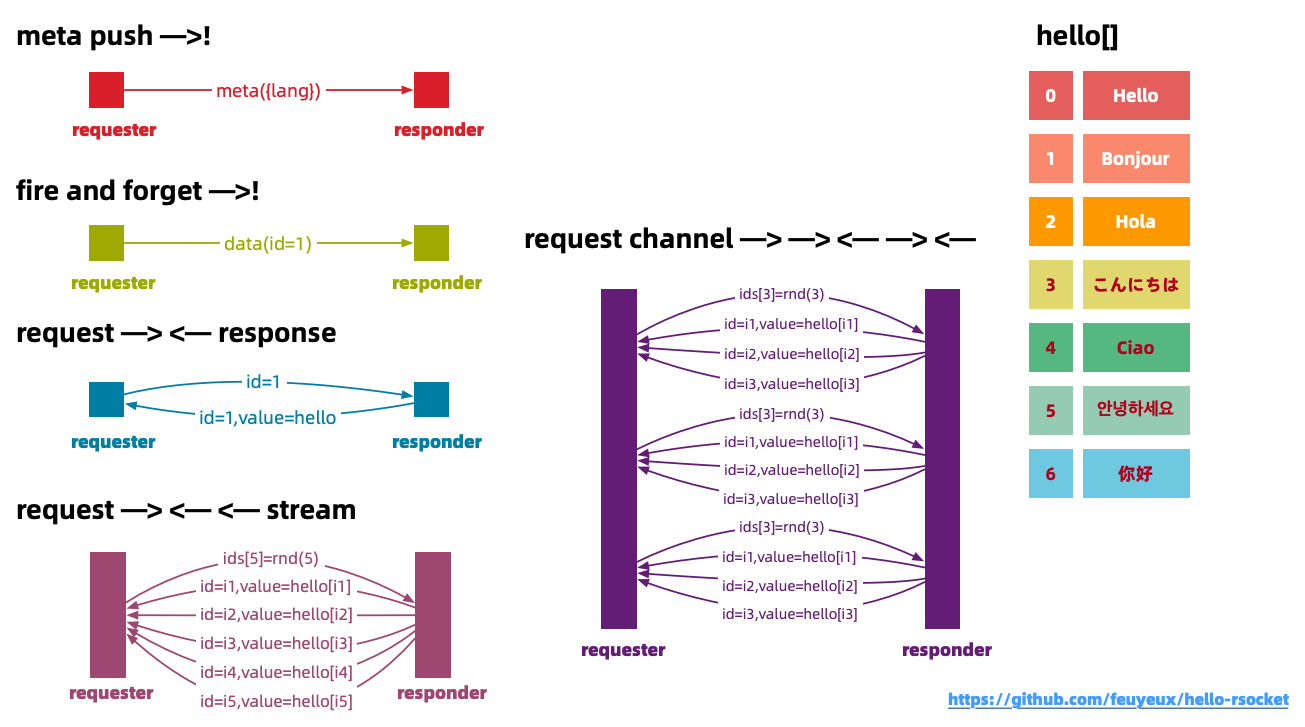 meta push —>!
meta({lang})
requester
responder
fire and forget —>!
data(id=1)
requester
responder
request —> <— response
id=1
id=1,value=hello
requester
responder
request —> <— <— stream
ids[5]=rnd(5)
id=i1,value=hello[i1]
id=i2,value=hello[i2]
id=i3,value=hello[i3]
id=i4,value=hello[i4]
id=i5,value=hello[i5]
requester
responder
request channel —> —> <— —> <—
ids[3]=rnd(3)
id=i1,value=hello[i1]
id=i2,value=hello[i2]
id=i3,value=hello[i3]
ids[3]=rnd(3)
id=i1,value=hello[i1]
id=i2,value=hello[i2]
id=i3,value=hello[i3]
ids[3]=rnd(3)
id=i1,value=hello[i1]
id=i2,value=hello[i2]
id=i3,value=hello[i3]
requester
responder
hello[]
0 Hello
1 Bonjour
2 Hola
3 こんにちは
4 Ciao
5 안녕하세요
6 你好
https://github.com/feuyeux/hello-rsocket